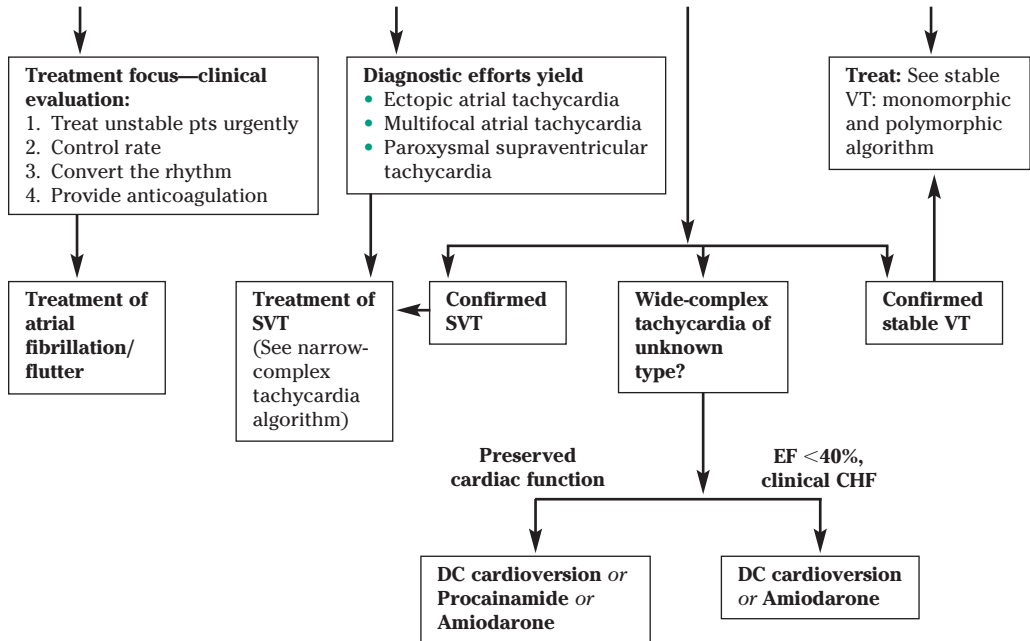 Treatment focus—clinical
evaluation:
1. Treat unstable pts urgently
2. Control rate
3. Convert the rhythm
4. Provide anticoagulation
Diagnostic efforts yield
• Ectopic atrial tachycardia
• Multifocal atrial tachycardia
• Paroxysmal supraventricular
tachycardia
Treat: See stable
VT: monomorphic
and polymorphic
algorithm
Treatment of
atrial
fibrillation/
flutter
Treatment of
SVT
(See narrow-
complex
tachycardia
algorithm)
Confirmed
SVT
Wide-complex
tachycardia of
unknown
type?
Confirmed
stable VT
Preserved
cardiac function
EF <40%,
clinical CHF
DC cardioversion or
Procainamide or
Amiodarone
DC cardioversion
or Amiodarone